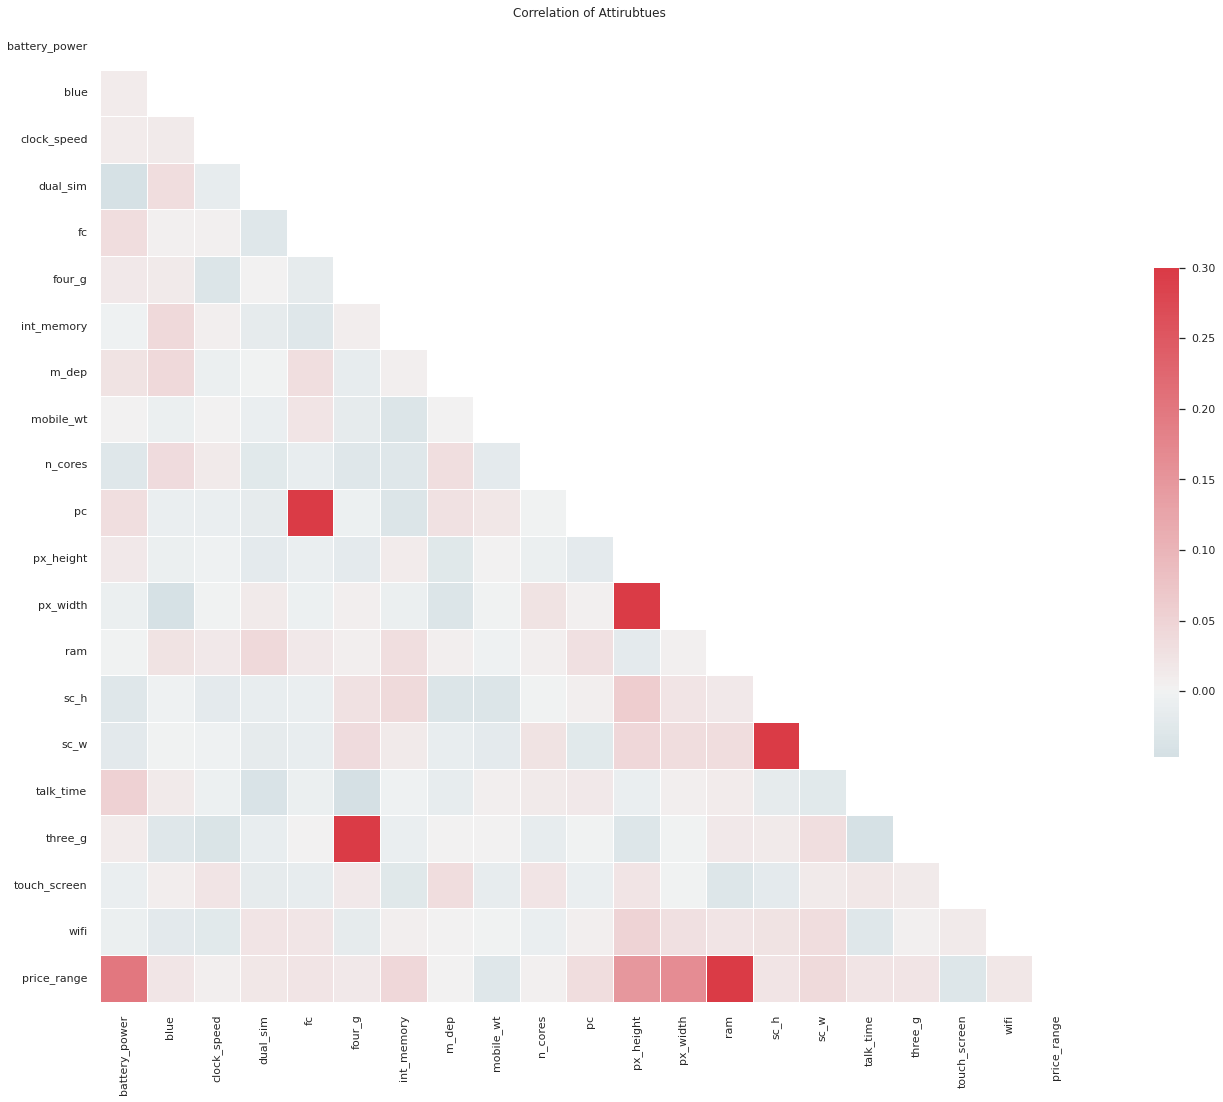 Correlation of Attirubtues
battery_power
blue
clock_speed
dual_sim
fc
four_g
int_memory
m_dep
mobile_wt
n_cores
pc
px_height
px_width
ram
sc_h
sc_w
talk_time
three_g
touch_screen
wifi
price_range
battery_power
blue
clock_speed
dual_sim
fc
four_g
int_memory
m_dep
mobile_wt
n_cores
pc
px_height
px_width
ram
sc_h
sc_w
talk_time
three_g
touch_screen
wifi
price_range
0.30
0.25
0.20
0.15
0.10
0.05
0.00